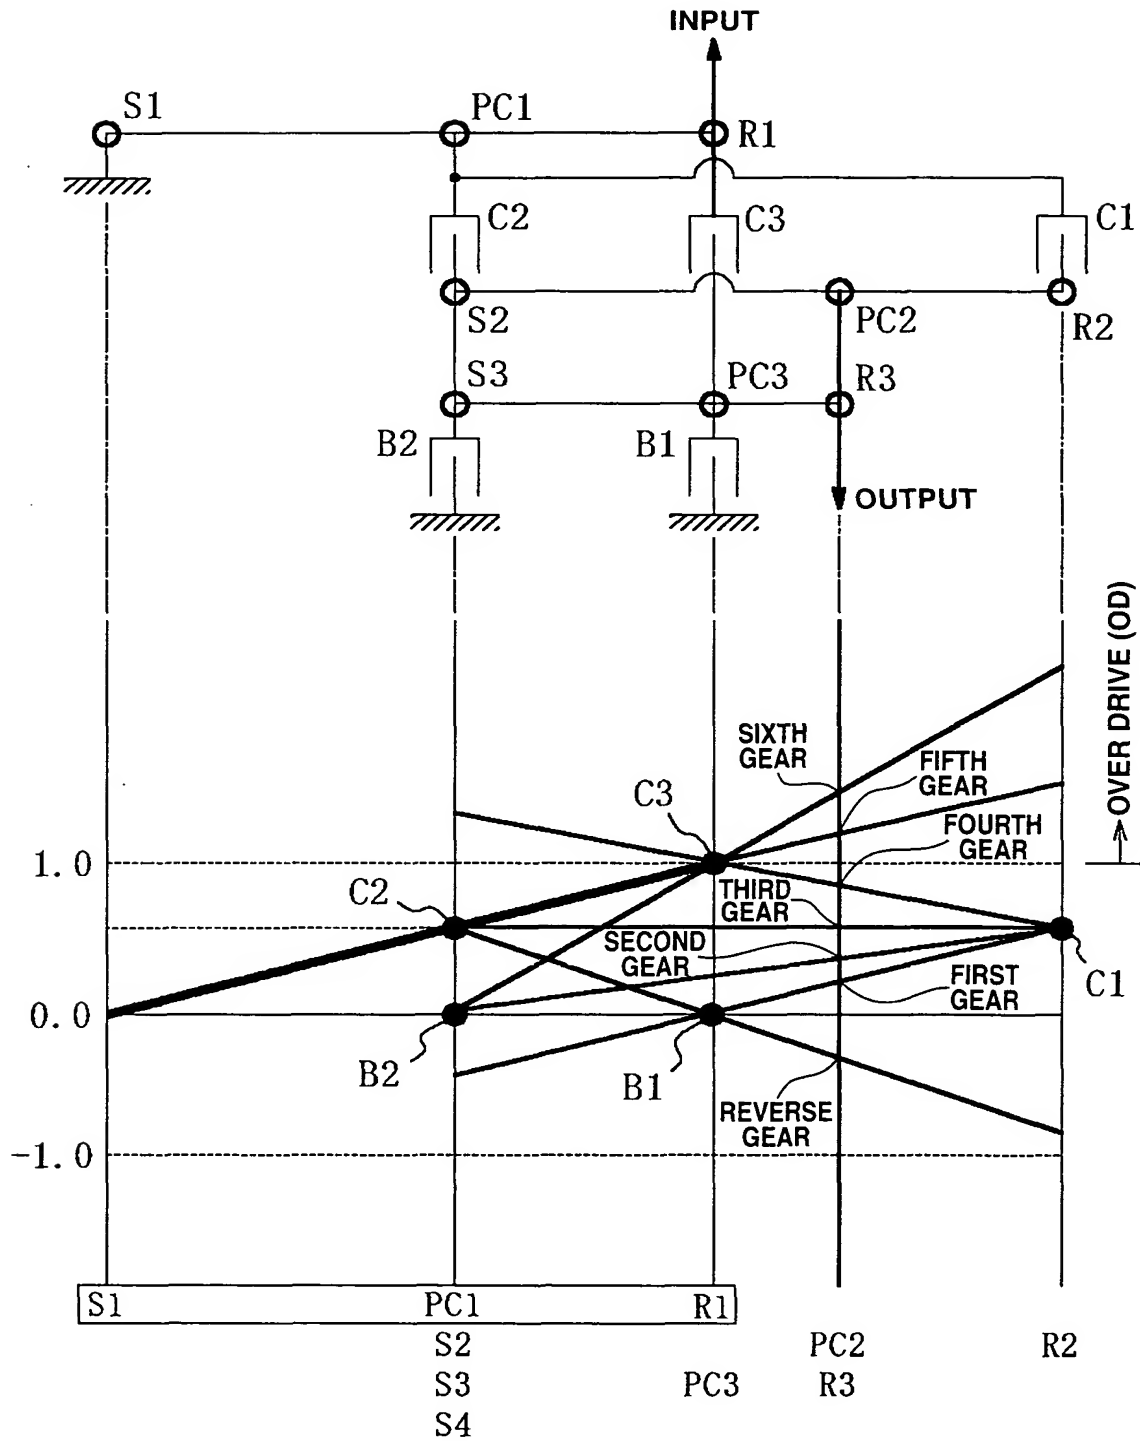 INPUT
S1
PC1
R1
C2
C3
C1
S2
PC2
R2
S3
PC3
R3
B2
B1
OUTPUT
OVER DRIVE (OD)
SIXTH
GEAR
FIFTH
GEAR
C3
FOURTH
GEAR
1.0
C2
THIRD
GEAR
SECOND
GEAR
FIRST
GEAR
C1
0.0
B2
B1
REVERSE
GEAR
-1.0
S1 PC1 R1
S2 PC2 R2
S3 PC3 R3
S4